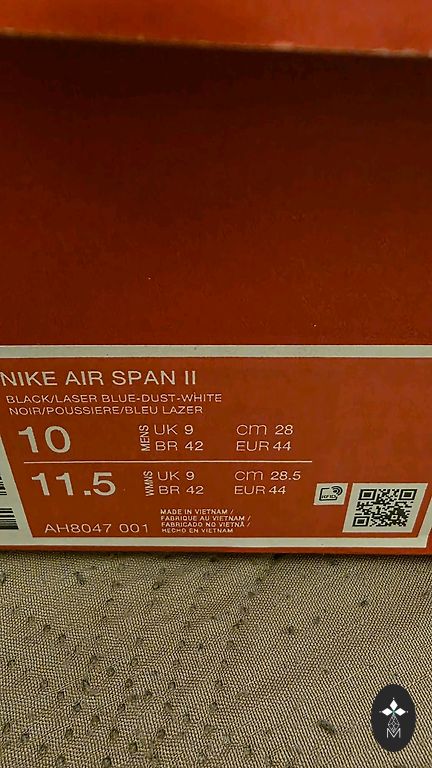 NIKE AIR SPAN II
BLACK/LASER BLUE-DUST-WHITE
NOIR/POUSSIERE/BLEU LAZER
10 MENS UK 9 cm 28
BR 42 EUR 44
11.5 WMNS UK 9 cm 28.5
BR 42 EUR 44
RFID
AH8047 001
MADE IN VIETNAM /
FABRIQUE AU VIETNAM /
FABRICADO NO VIETNÃ /
HECHO EN VIETNAM
M